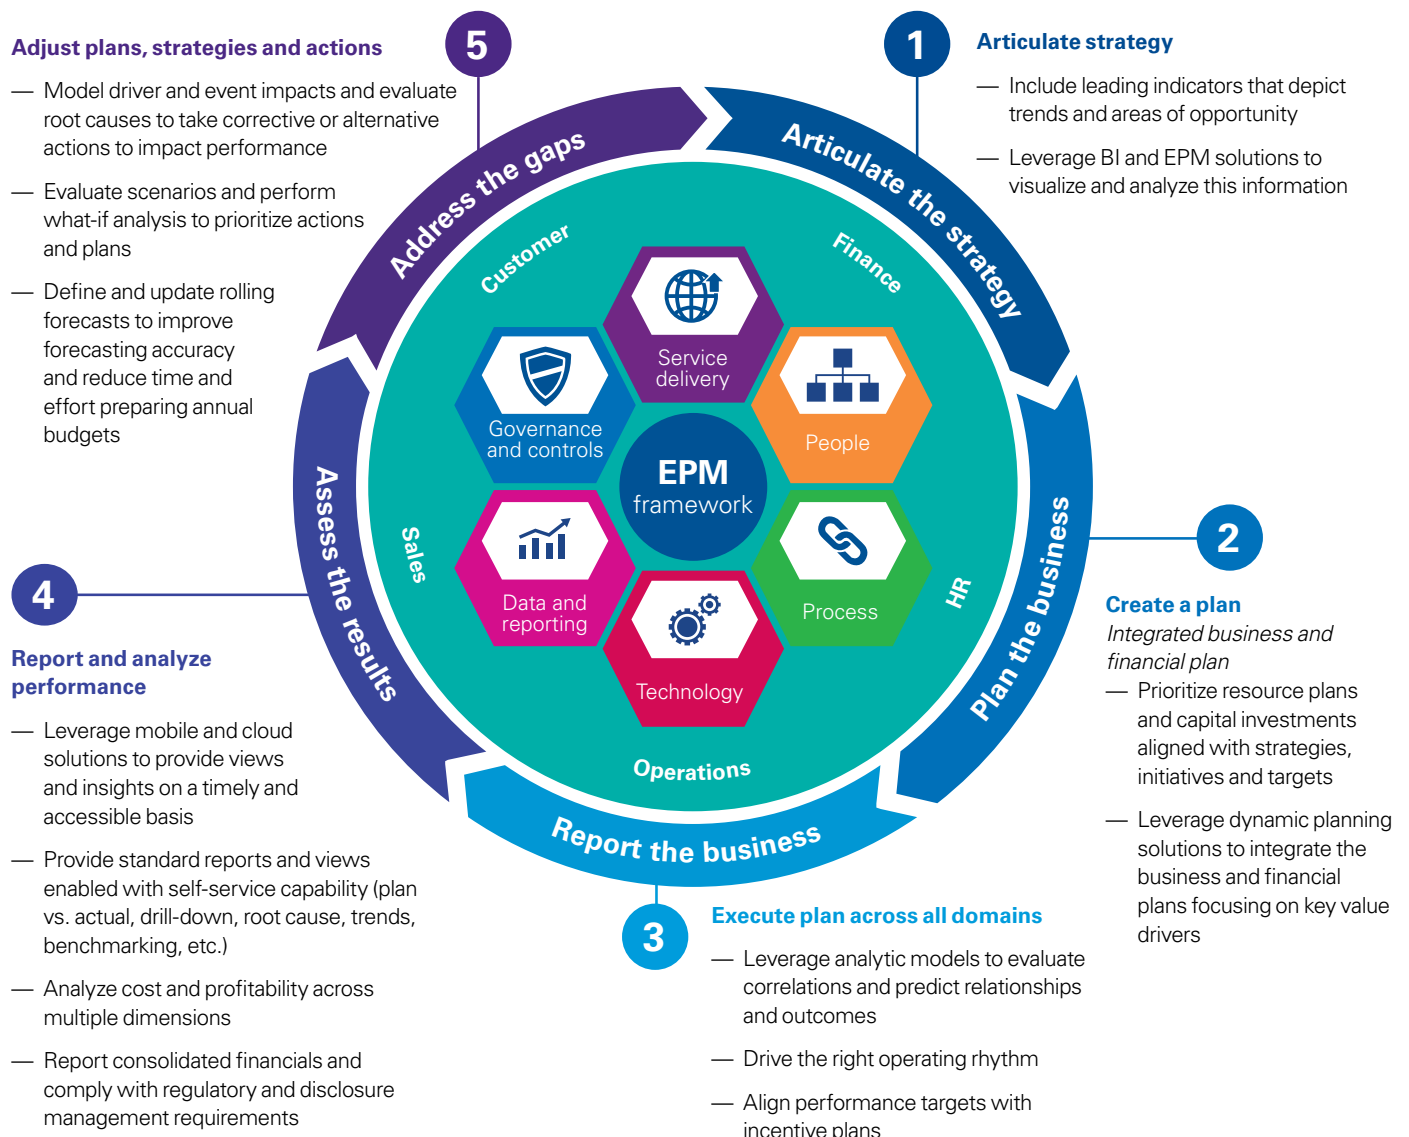 Adjust plans, strategies and actions
— Model driver and event impacts and evaluate
root causes to take corrective or alternative
actions to impact performance
— Evaluate scenarios and perform
what-if analysis to prioritize actions
and plans
— Define and update rolling
forecasts to improve
forecasting accuracy
and reduce time and
effort preparing annual
budgets
5
1
Articulate strategy
— Include leading indicators that depict
trends and areas of opportunity
— Leverage BI and EPM solutions to
visualize and analyze this information
Address the gaps
Articulate the strategy
Plan the business
Report the business
Assess the results
Customer
Finance
HR
Operations
Sales
Service
delivery
People
Process
Technology
Data and
reporting
Governance
and controls
EPM
framework
2
Create a plan
Integrated business and
financial plan
— Prioritize resource plans
and capital investments
aligned with strategies,
initiatives and targets
— Leverage dynamic planning
solutions to integrate the
business and financial
plans focusing on key value
drivers
3
Execute plan across all domains
— Leverage analytic models to evaluate
correlations and predict relationships
and outcomes
— Drive the right operating rhythm
— Align performance targets with
incentive plans
4
Report and analyze
performance
— Leverage mobile and cloud
solutions to provide views
and insights on a timely and
accessible basis
— Provide standard reports and views
enabled with self-service capability (plan
vs. actual, drill-down, root cause, trends,
benchmarking, etc.)
— Analyze cost and profitability across
multiple dimensions
— Report consolidated financials and
comply with regulatory and disclosure
management requirements